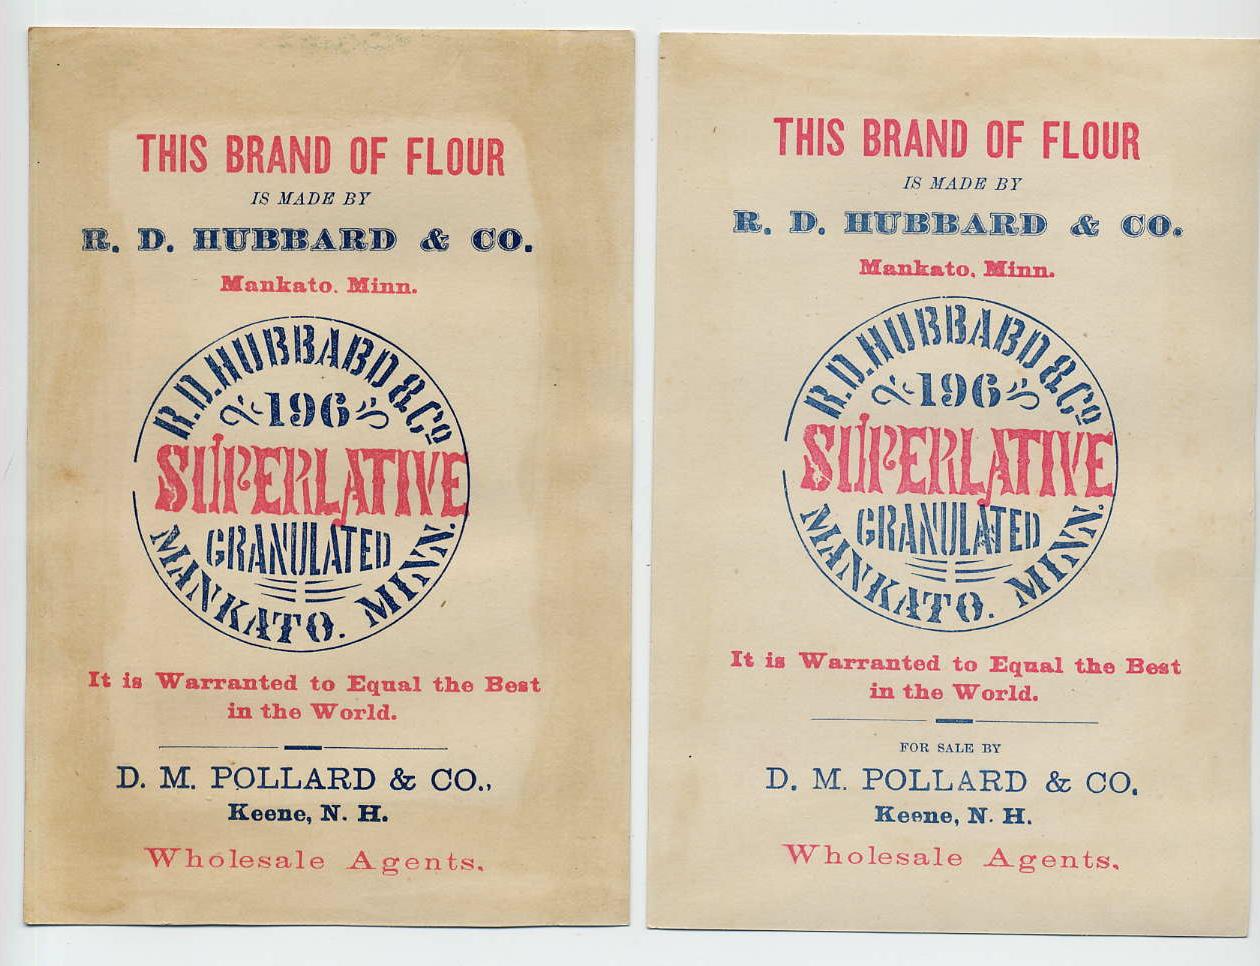 THIS BRAND OF FLOUR
IS MADE BY
R. D. HUBBARD & CO.
Mankato. Minn.
R.D. HUBBARD & Co
196
SUPERLATIVE
GRANULATED
MANKATO. MINN.
It is Warranted to Equal the Best
in the World.
D. M. POLLARD & CO.,
Keene, N. H.
Wholesale Agents.
THIS BRAND OF FLOUR
IS MADE BY
R. D. HUBBARD & CO.
Mankato, Minn.
R.D. HUBBARD & Co
196
SUPERLATIVE
GRANULATED
MANKATO. MINN.
It is Warranted to Equal the Best
in the World.
FOR SALE BY
D. M. POLLARD & CO.
Keene, N. H.
Wholesale Agents.